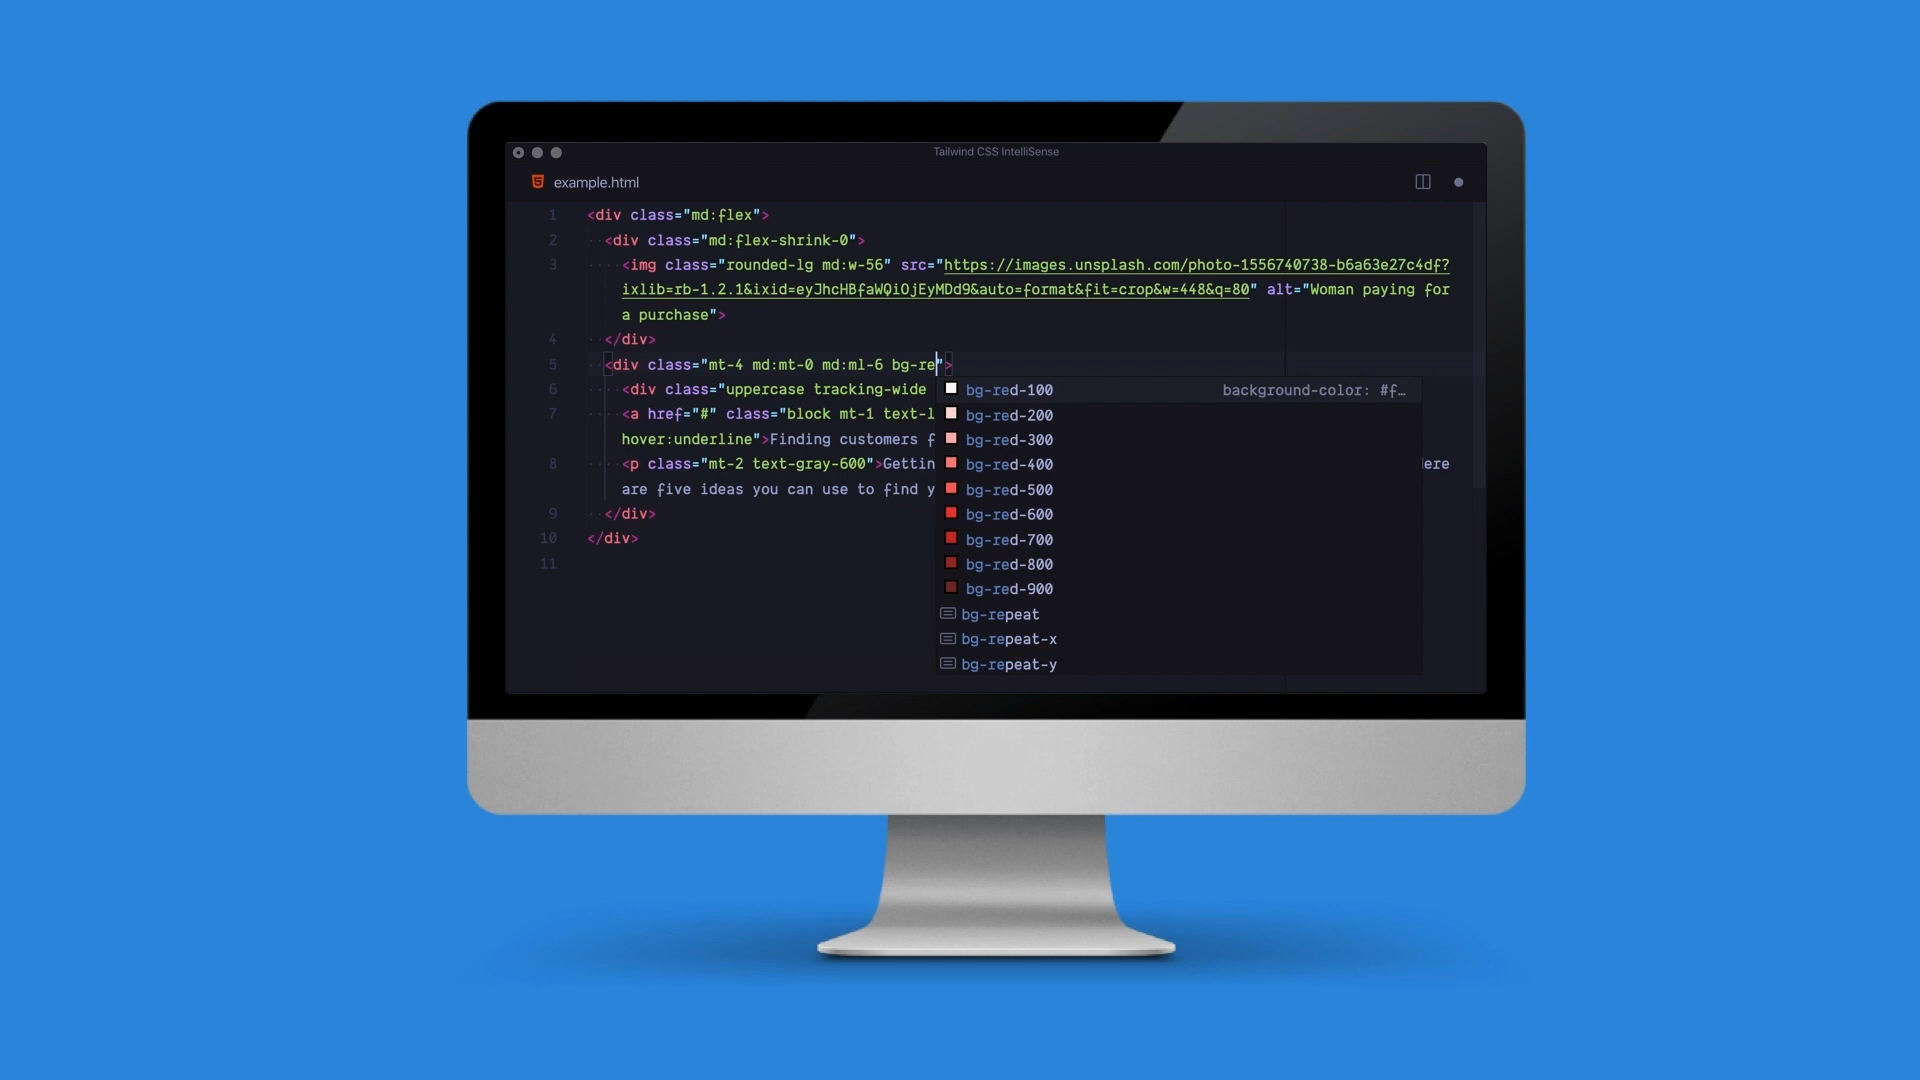 Tailwind CSS IntelliSense
example.html
1 <div class="md:flex">
2 <div class="md:flex-shrink-0">
3 <img class="rounded-lg md:w-56" src="https://images.unsplash.com/photo-1556740738-b6a63e27c4df?
ixlib=rb-1.2.1&ixid=eyJhcHBfaWQiOjEyMDd9&auto=format&fit=crop&w=448&q=80" alt="Woman paying for
a purchase">
4 </div>
5 <div class="mt-4 md:mt-0 md:ml-6 bg-re">
6 <div class="uppercase tracking-wide
7 <a href="#" class="block mt-1 text-l
hover:underline">Finding customers f
8 <p class="mt-2 text-gray-600">Gettin ere
are five ideas you can use to find y
9 </div>
10 </div>
11
bg-red-100 background-color: #f…
bg-red-200
bg-red-300
bg-red-400
bg-red-500
bg-red-600
bg-red-700
bg-red-800
bg-red-900
bg-repeat
bg-repeat-x
bg-repeat-y